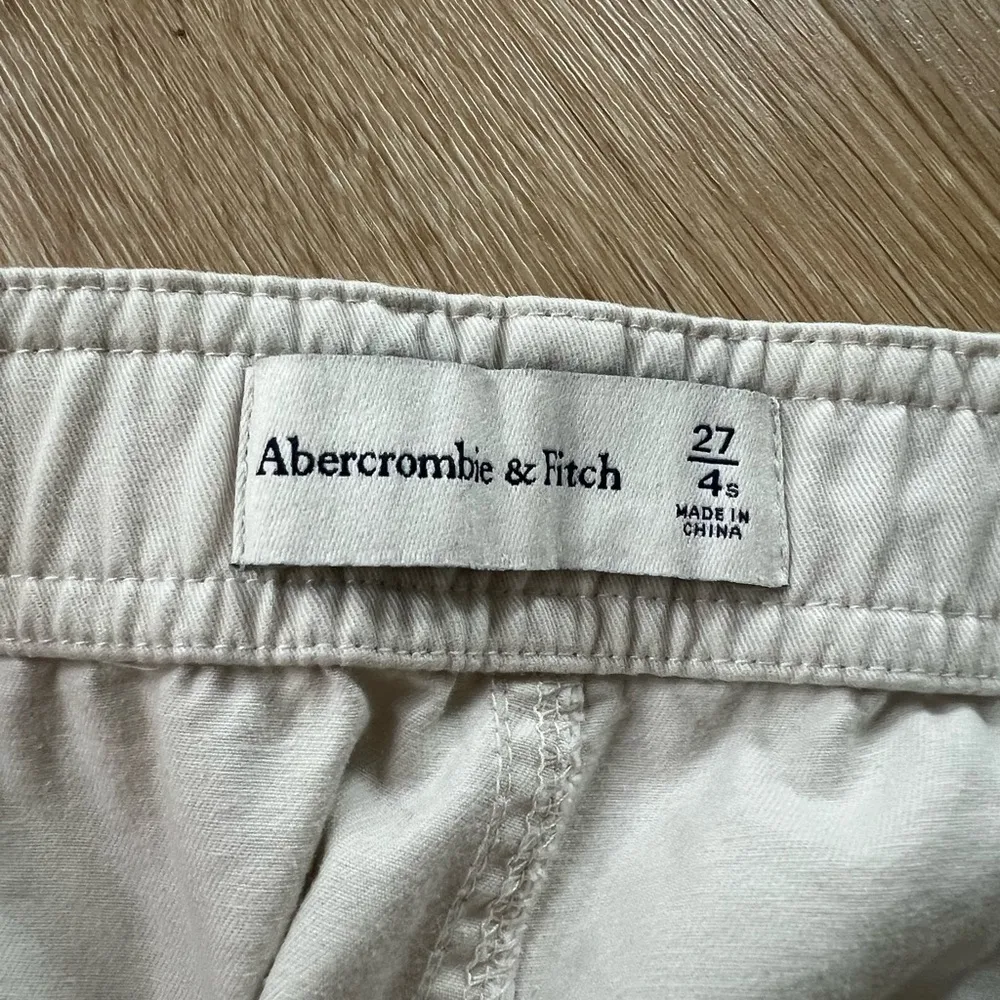 Abercrombie & Fitch
27
4s
MADE IN
CHINA